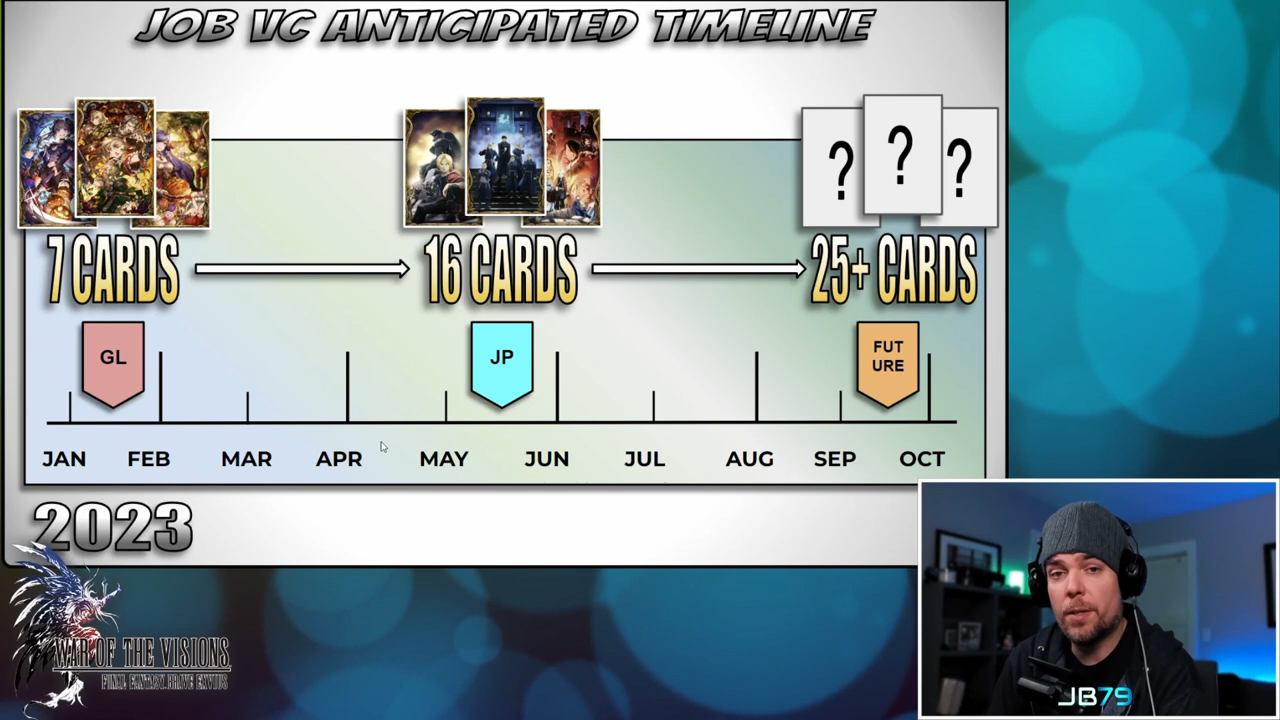 JOB VC ANTICIPATED TIMELINE
? ? ?
7 CARDS 16 CARDS 25+ CARDS
GL JP FUT
URE
JAN FEB MAR APR MAY JUN JUL AUG SEP OCT
2023
WAR OF THE VISIONS
FINAL FANTASY BRAVE EXVIUS
JB79